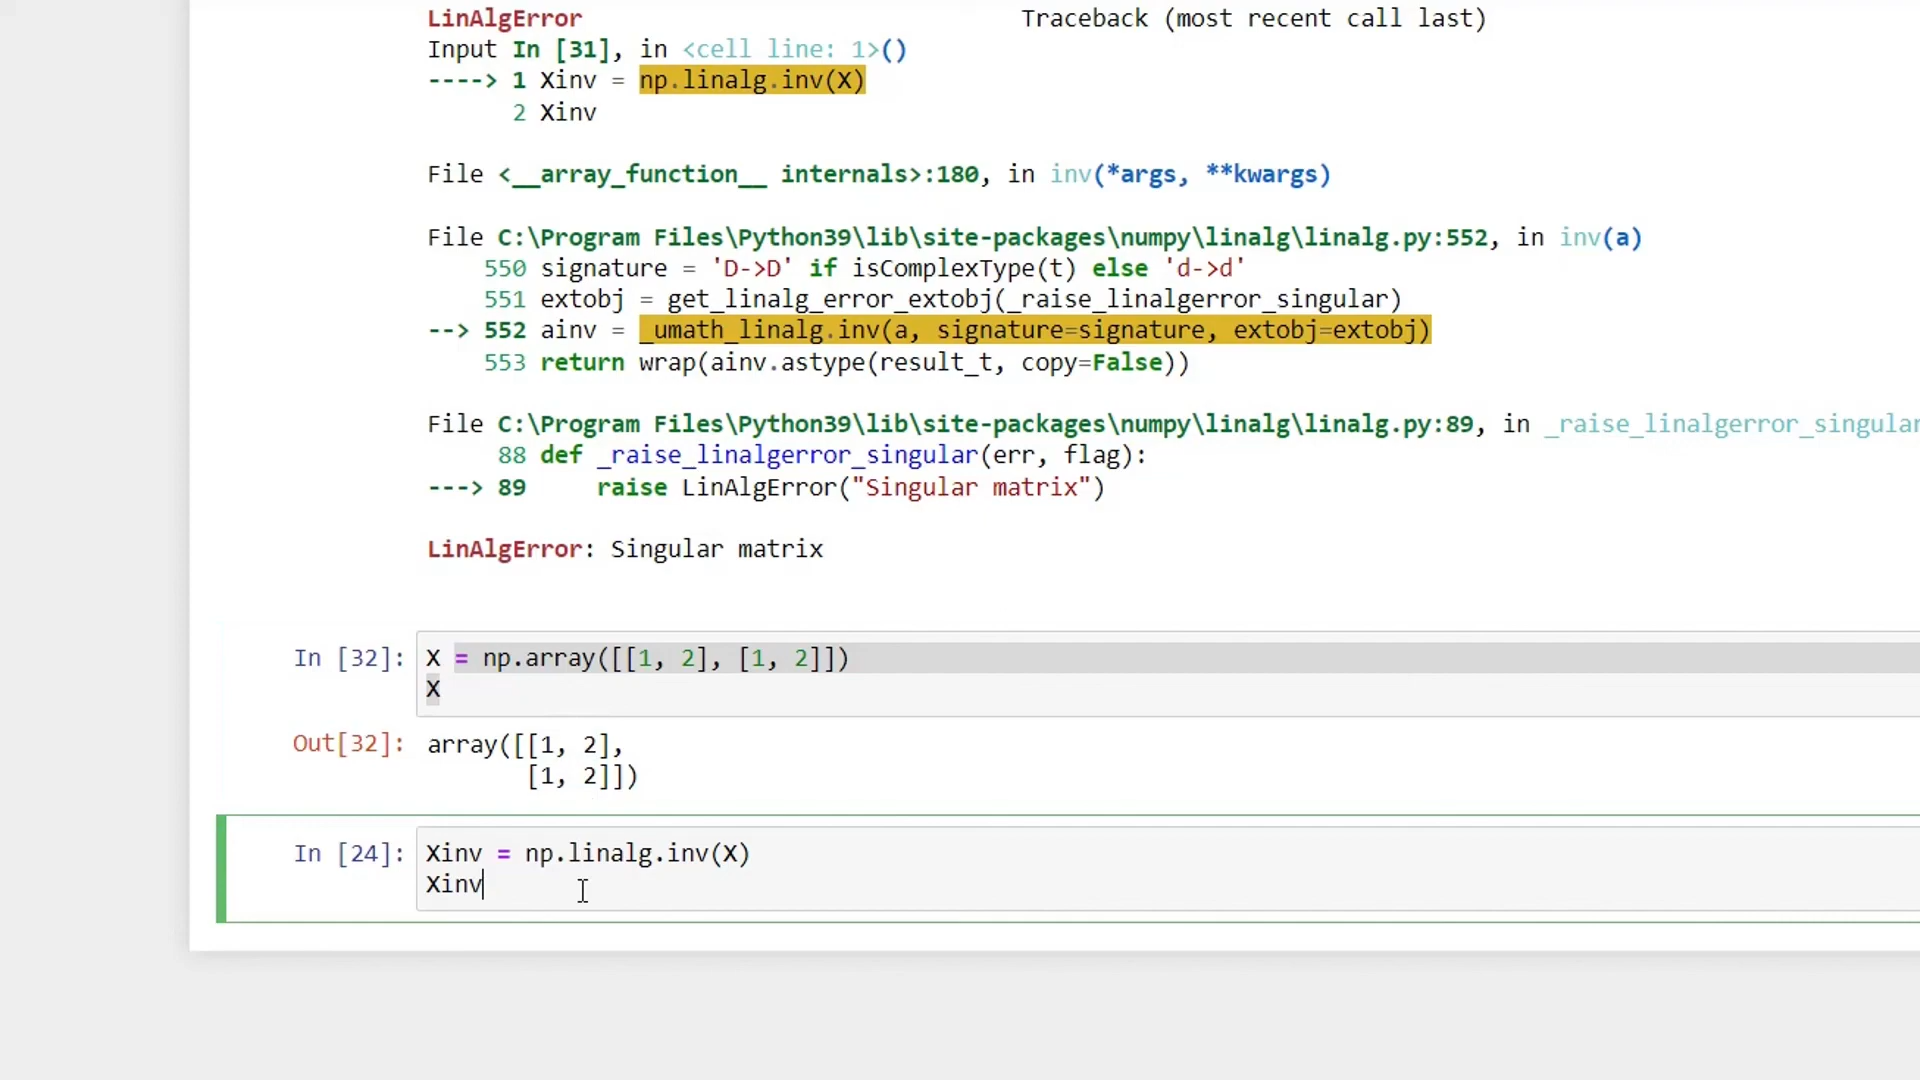 LinAlgError Traceback (most recent call last)
Input In [31], in <cell line: 1>()
----> 1 Xinv = np.linalg.inv(X)
2 Xinv
File <__array_function__ internals>:180, in inv(*args, **kwargs)
File C:\Program Files\Python39\lib\site-packages\numpy\linalg\linalg.py:552, in inv(a)
550 signature = 'D->D' if isComplexType(t) else 'd->d'
551 extobj = get_linalg_error_extobj(_raise_linalgerror_singular)
--> 552 ainv = _umath_linalg.inv(a, signature=signature, extobj=extobj)
553 return wrap(ainv.astype(result_t, copy=False))
File C:\Program Files\Python39\lib\site-packages\numpy\linalg\linalg.py:89, in _raise_linalgerror_singular
88 def _raise_linalgerror_singular(err, flag):
---> 89 raise LinAlgError("Singular matrix")
LinAlgError: Singular matrix
In [32]: X = np.array([[1, 2], [1, 2]])
X
Out[32]: array([[1, 2],
[1, 2]])
In [24]: Xinv = np.linalg.inv(X)
Xinv